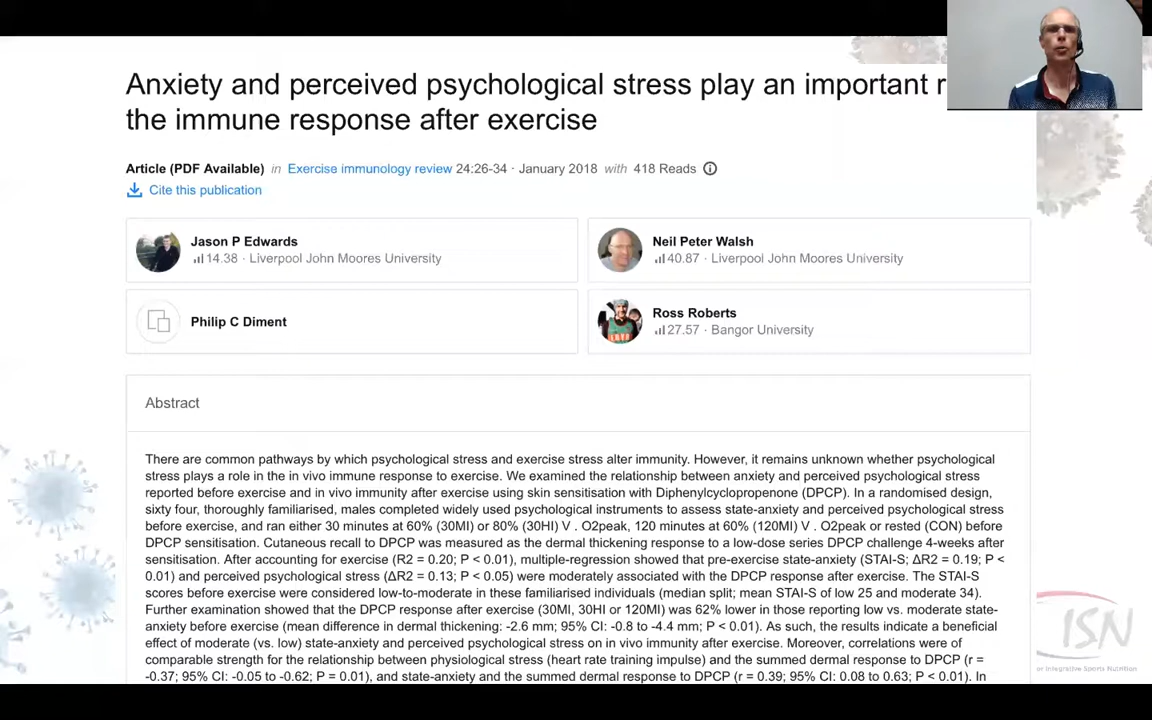 Anxiety and perceived psychological stress play an important
the immune response after exercise
Article (PDF Available) in Exercise immunology review 24:26-34 · January 2018 with 418 Reads
Cite this publication
Jason P Edwards
14.38 · Liverpool John Moores University
Neil Peter Walsh
40.87 · Liverpool John Moores University
Philip C Diment
Ross Roberts
27.57 · Bangor University
Abstract
There are common pathways by which psychological stress and exercise stress alter immunity. However, it remains unknown whether psychological
stress plays a role in the in vivo immune response to exercise. We examined the relationship between anxiety and perceived psychological stress
reported before exercise and in vivo immunity after exercise using skin sensitisation with Diphenylcyclopropenone (DPCP). In a randomised design,
sixty four, thoroughly familiarised, males completed widely used psychological instruments to assess state-anxiety and perceived psychological stress
before exercise, and ran either 30 minutes at 60% (30MI) or 80% (30HI) V . O2peak, 120 minutes at 60% (120MI) V . O2peak or rested (CON) before
DPCP sensitisation. Cutaneous recall to DPCP was measured as the dermal thickening response to a low-dose series DPCP challenge 4-weeks after
sensitisation. After accounting for exercise (R2 = 0.20; P < 0.01), multiple-regression showed that pre-exercise state-anxiety (STAI-S; ΔR2 = 0.19; P <
0.01) and perceived psychological stress (ΔR2 = 0.13; P < 0.05) were moderately associated with the DPCP response after exercise. The STAI-S
scores before exercise were considered low-to-moderate in these familiarised individuals (median split; mean STAI-S of low 25 and moderate 34).
Further examination showed that the DPCP response after exercise (30MI, 30HI or 120MI) was 62% lower in those reporting low vs. moderate state-
anxiety before exercise (mean difference in dermal thickening: -2.6 mm; 95% CI: -0.8 to -4.4 mm; P < 0.01). As such, the results indicate a beneficial
effect of moderate (vs. low) state-anxiety and perceived psychological stress on in vivo immunity after exercise. Moreover, correlations were of
comparable strength for the relationship between physiological stress (heart rate training impulse) and the summed dermal response to DPCP (r =
-0.37; 95% CI: -0.05 to -0.62; P = 0.01), and state-anxiety and the summed dermal response to DPCP (r = 0.39; 95% CI: 0.08 to 0.63; P < 0.01). In
ISN
er Integrative Sports Nutrition